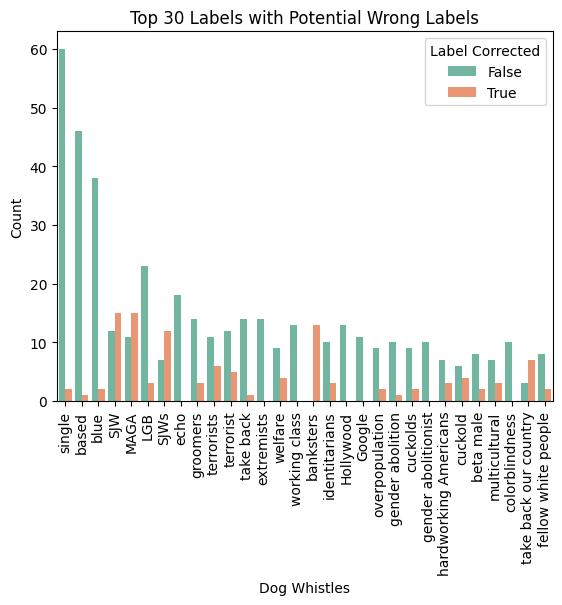 Top 30 Labels with Potential Wrong Labels
Label Corrected
False
True
Count
60
50
40
30
20
10
0
single
based
blue
SJW
MAGA
LGB
SJWs
echo
groomers
terrorists
terrorist
take back
extremists
welfare
working class
banksters
identitarians
Hollywood
Google
overpopulation
gender abolition
cuckolds
gender abolitionist
hardworking Americans
cuckold
beta male
multicultural
colorblindness
take back our country
fellow white people
Dog Whistles